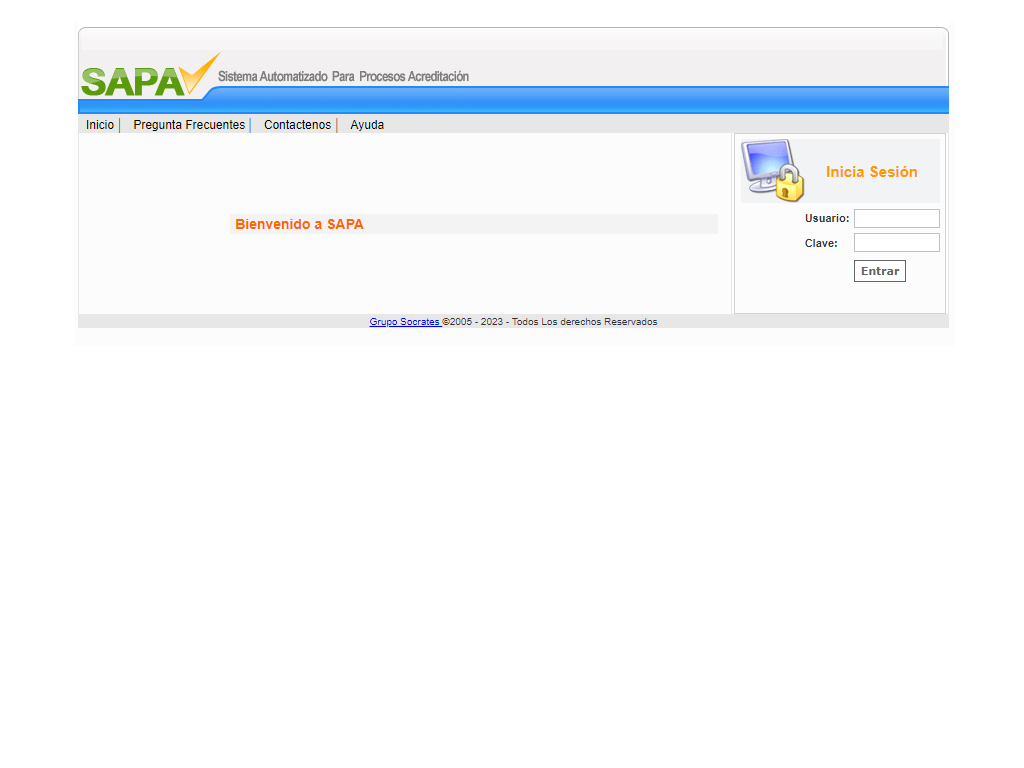 SAPA Sistema Automatizado Para Procesos Acreditación
Inicio | Pregunta Frecuentes | Contactenos | Ayuda
Inicia Sesión
Bienvenido a SAPA
Usuario:
Clave:
Entrar
Grupo Socrates ©2005 - 2023 - Todos Los derechos Reservados